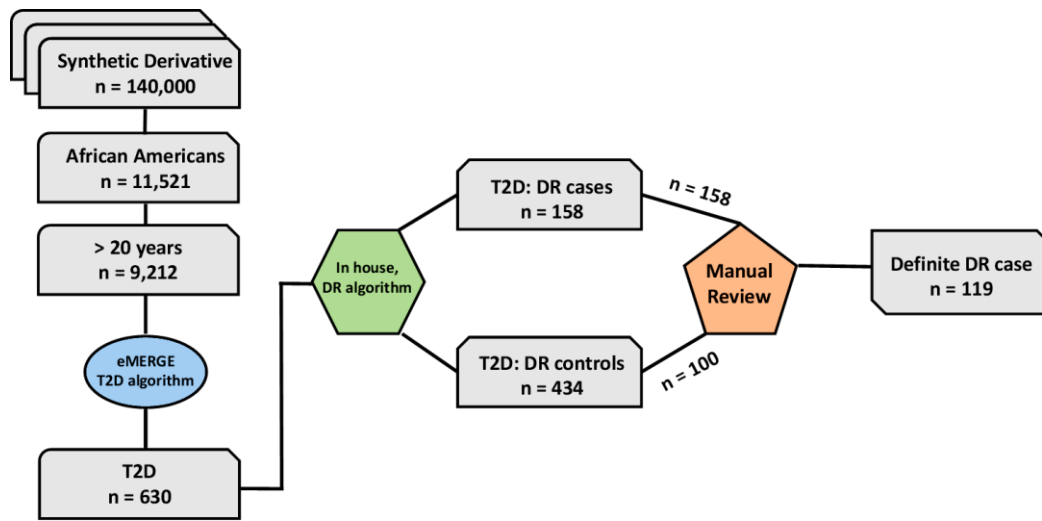 Synthetic Derivative
n = 140,000
African Americans
n = 11,521
> 20 years
n = 9,212
eMERGE
T2D algorithm
T2D
n = 630
In house,
DR algorithm
T2D: DR cases
n = 158
T2D: DR controls
n = 434
n = 158
n = 100
Manual
Review
Definite DR case
n = 119